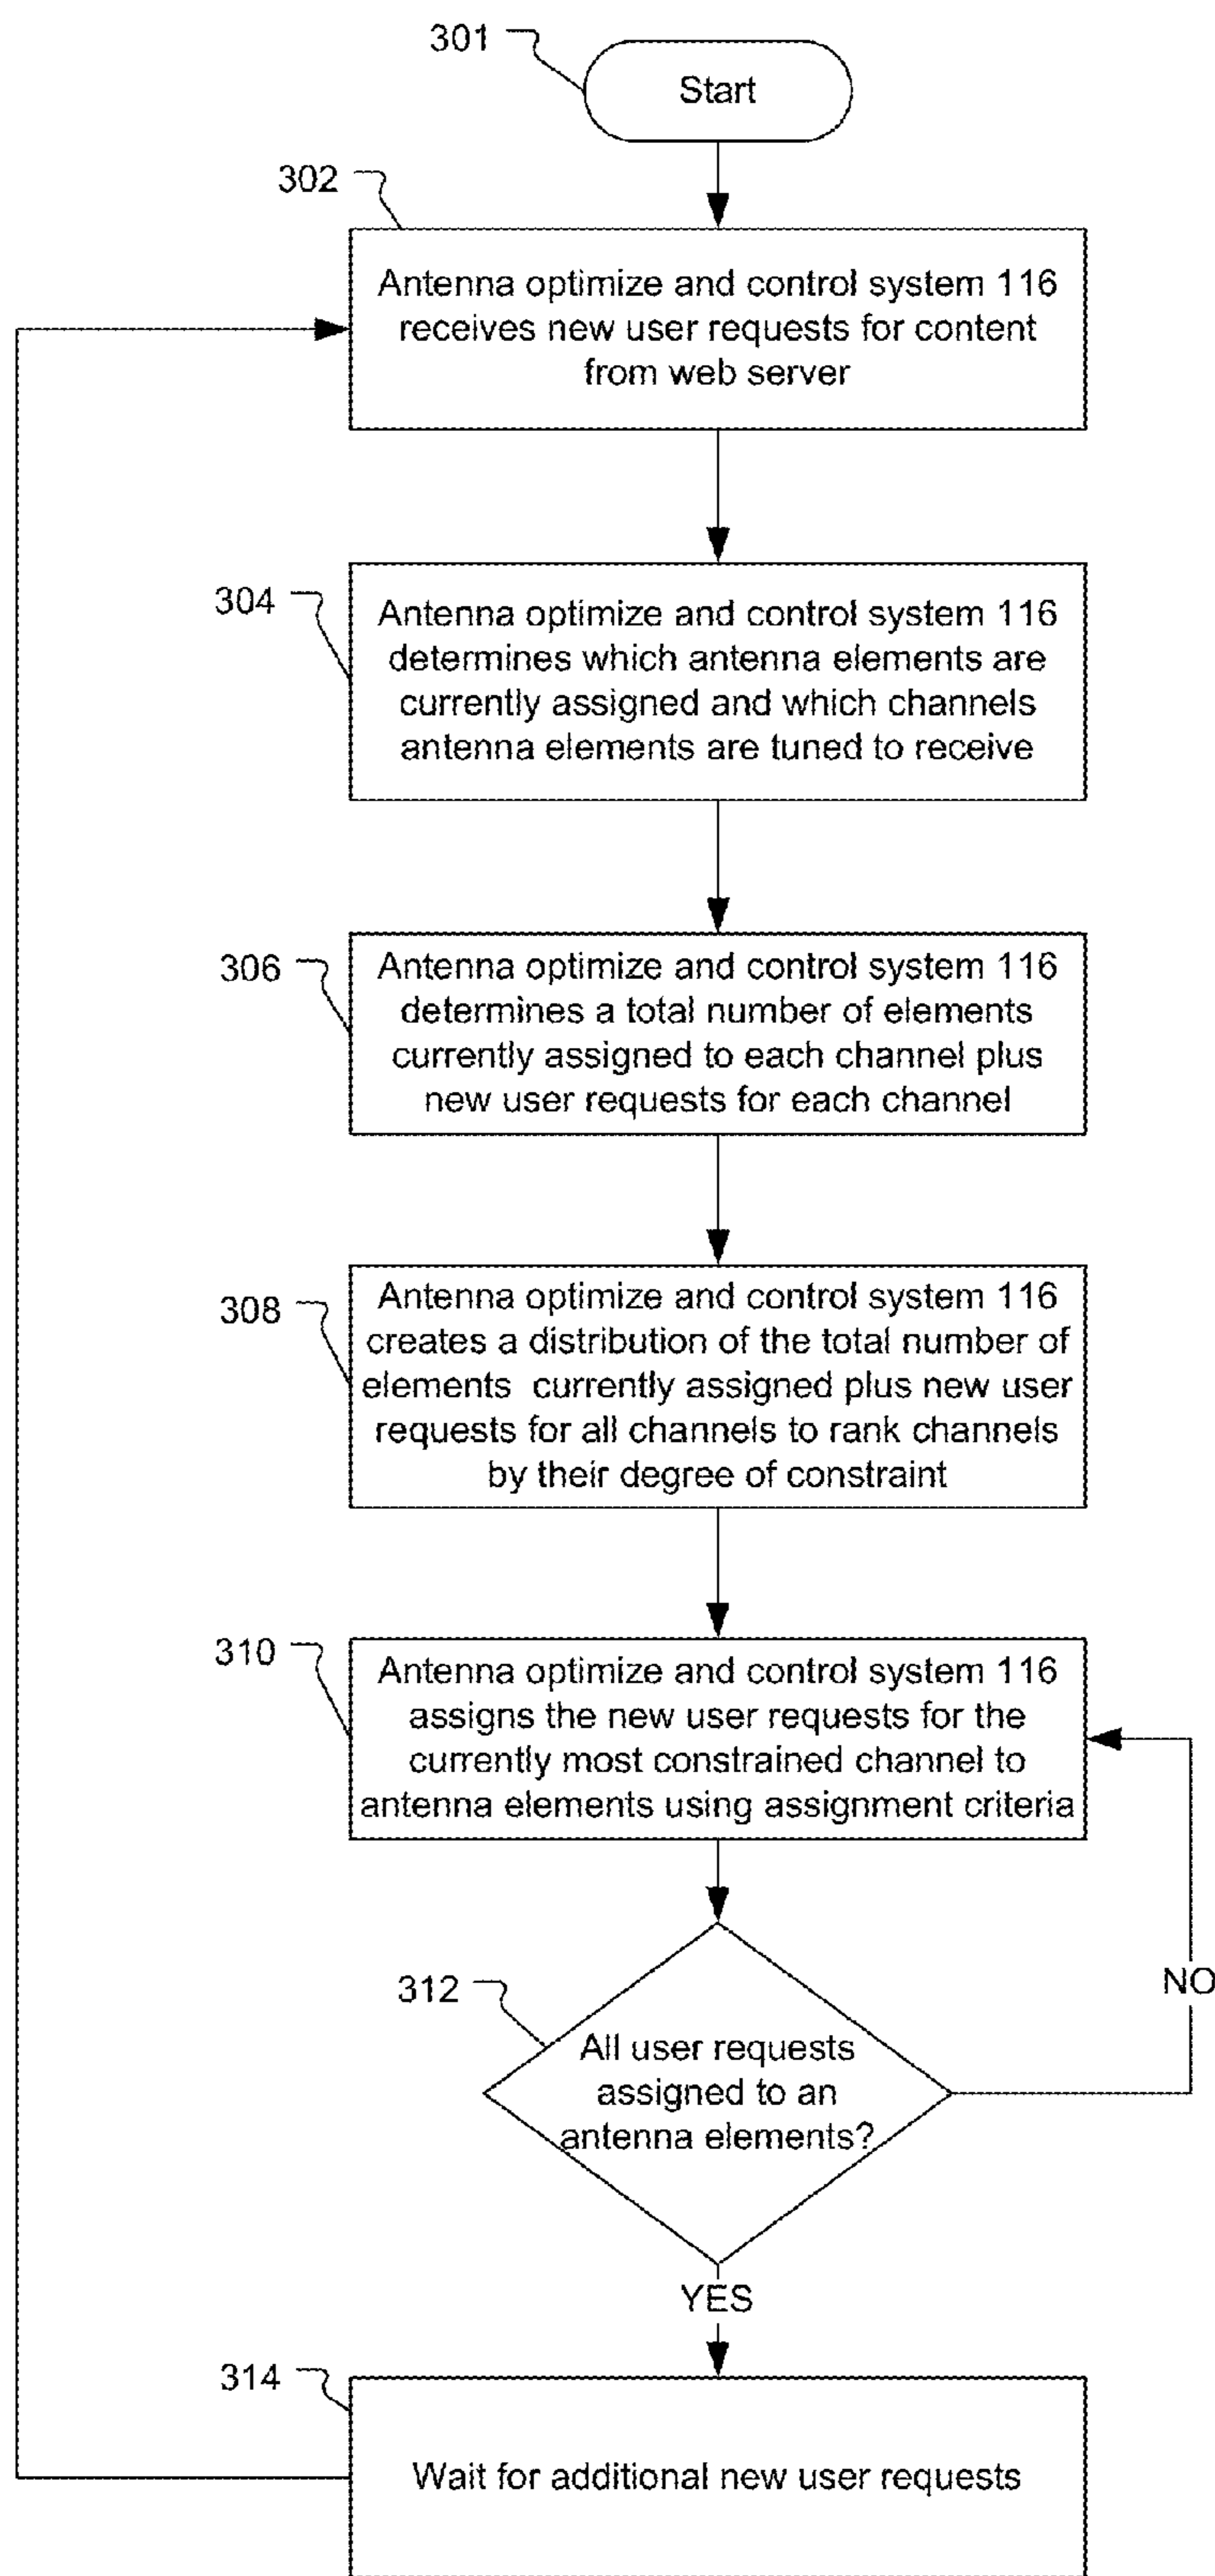 301
Start
302
Antenna optimize and control system 116
receives new user requests for content
from web server
304
Antenna optimize and control system 116
determines which antenna elements are
currently assigned and which channels
antenna elements are tuned to receive
306
Antenna optimize and control system 116
determines a total number of elements
currently assigned to each channel plus
new user requests for each channel
308
Antenna optimize and control system 116
creates a distribution of the total number of
elements currently assigned plus new user
requests for all channels to rank channels
by their degree of constraint
310
Antenna optimize and control system 116
assigns the new user requests for the
currently most constrained channel to
antenna elements using assignment criteria
312
All user requests
assigned to an
antenna elements?
NO
YES
314
Wait for additional new user requests